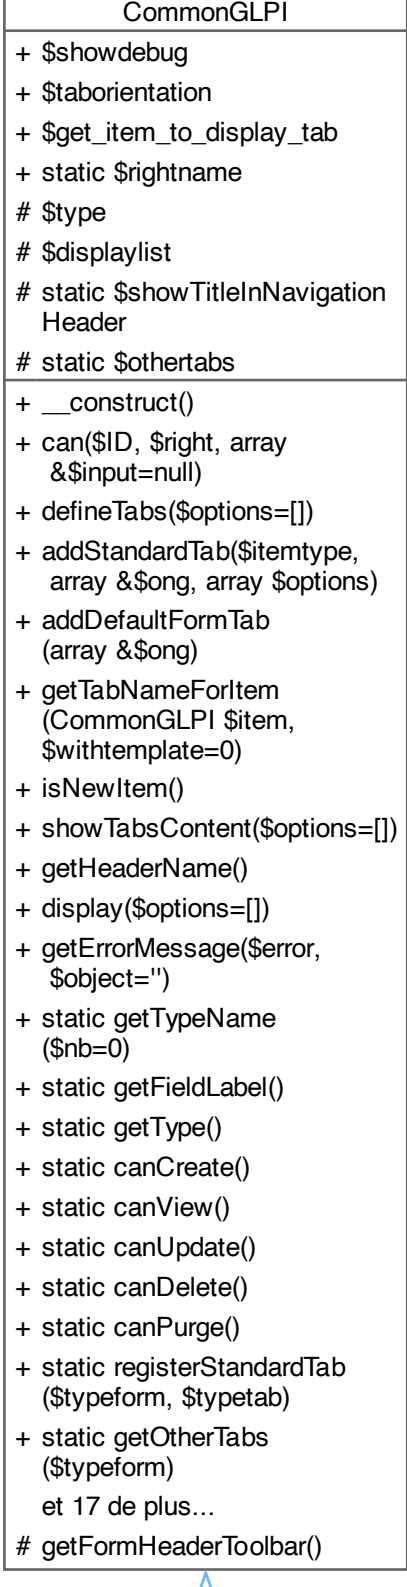 CommonGLPI
+ $showdebug
+ $taborientation
+ $get_item_to_display_tab
+ static $rightname
# $type
# $displaylist
# static $showTitleInNavigation
Header
# static $othertabs
+ __construct()
+ can($ID, $right, array
&$input=null)
+ defineTabs($options=[])
+ addStandardTab($itemtype,
array &$ong, array $options)
+ addDefaultFormTab
(array &$ong)
+ getTabNameForItem
(CommonGLPI $item,
$withtemplate=0)
+ isNewItem()
+ showTabsContent($options=[])
+ getHeaderName()
+ display($options=[])
+ getErrorMessage($error,
$object='')
+ static getTypeName
($nb=0)
+ static getFieldLabel()
+ static getType()
+ static canCreate()
+ static canView()
+ static canUpdate()
+ static canDelete()
+ static canPurge()
+ static registerStandardTab
($typeform, $typetab)
+ static getOtherTabs
($typeform)
et 17 de plus...
# getFormHeaderToolbar()